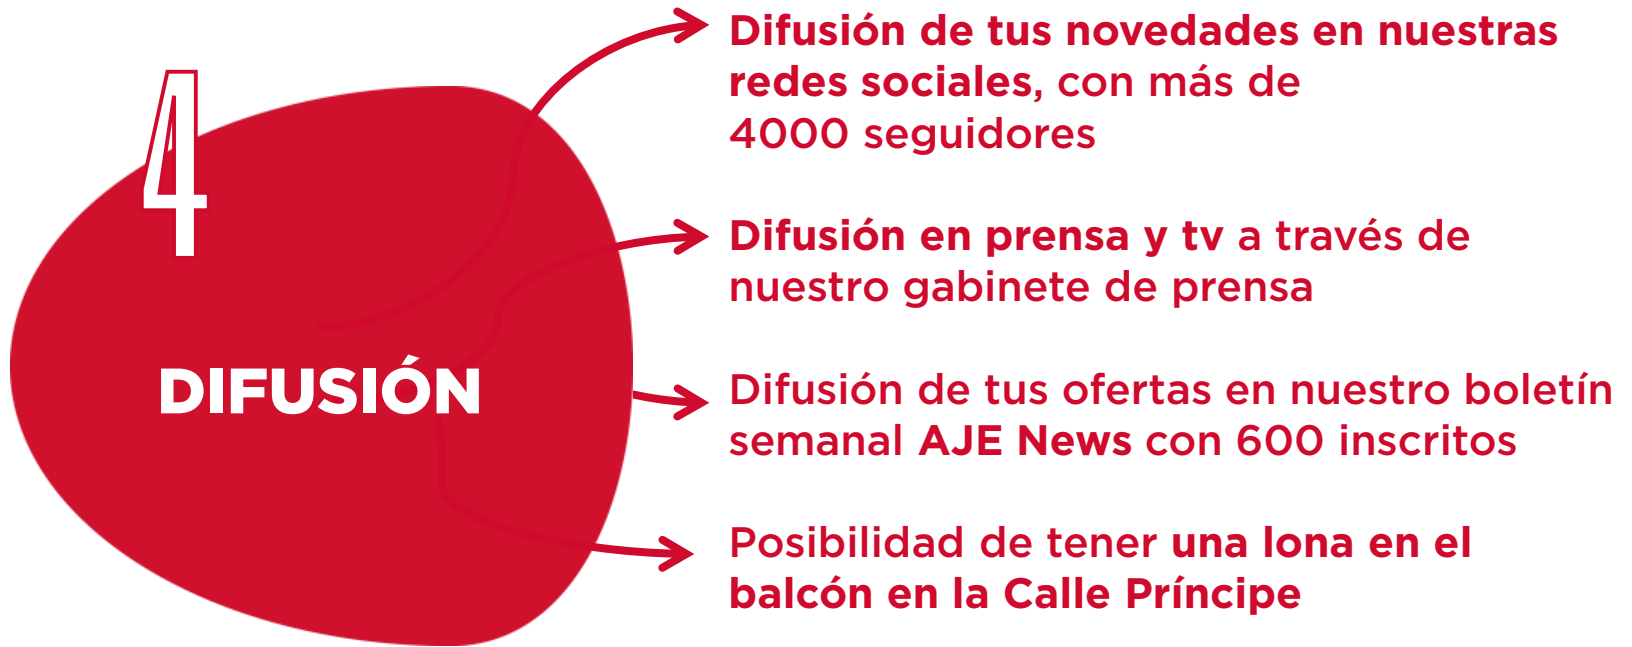 4
DIFUSIÓN
Difusión de tus novedades en nuestras
redes sociales, con más de
4000 seguidores
Difusión en prensa y tv a través de
nuestro gabinete de prensa
Difusión de tus ofertas en nuestro boletín
semanal AJE News con 600 inscritos
Posibilidad de tener una lona en el
balcón en la Calle Príncipe